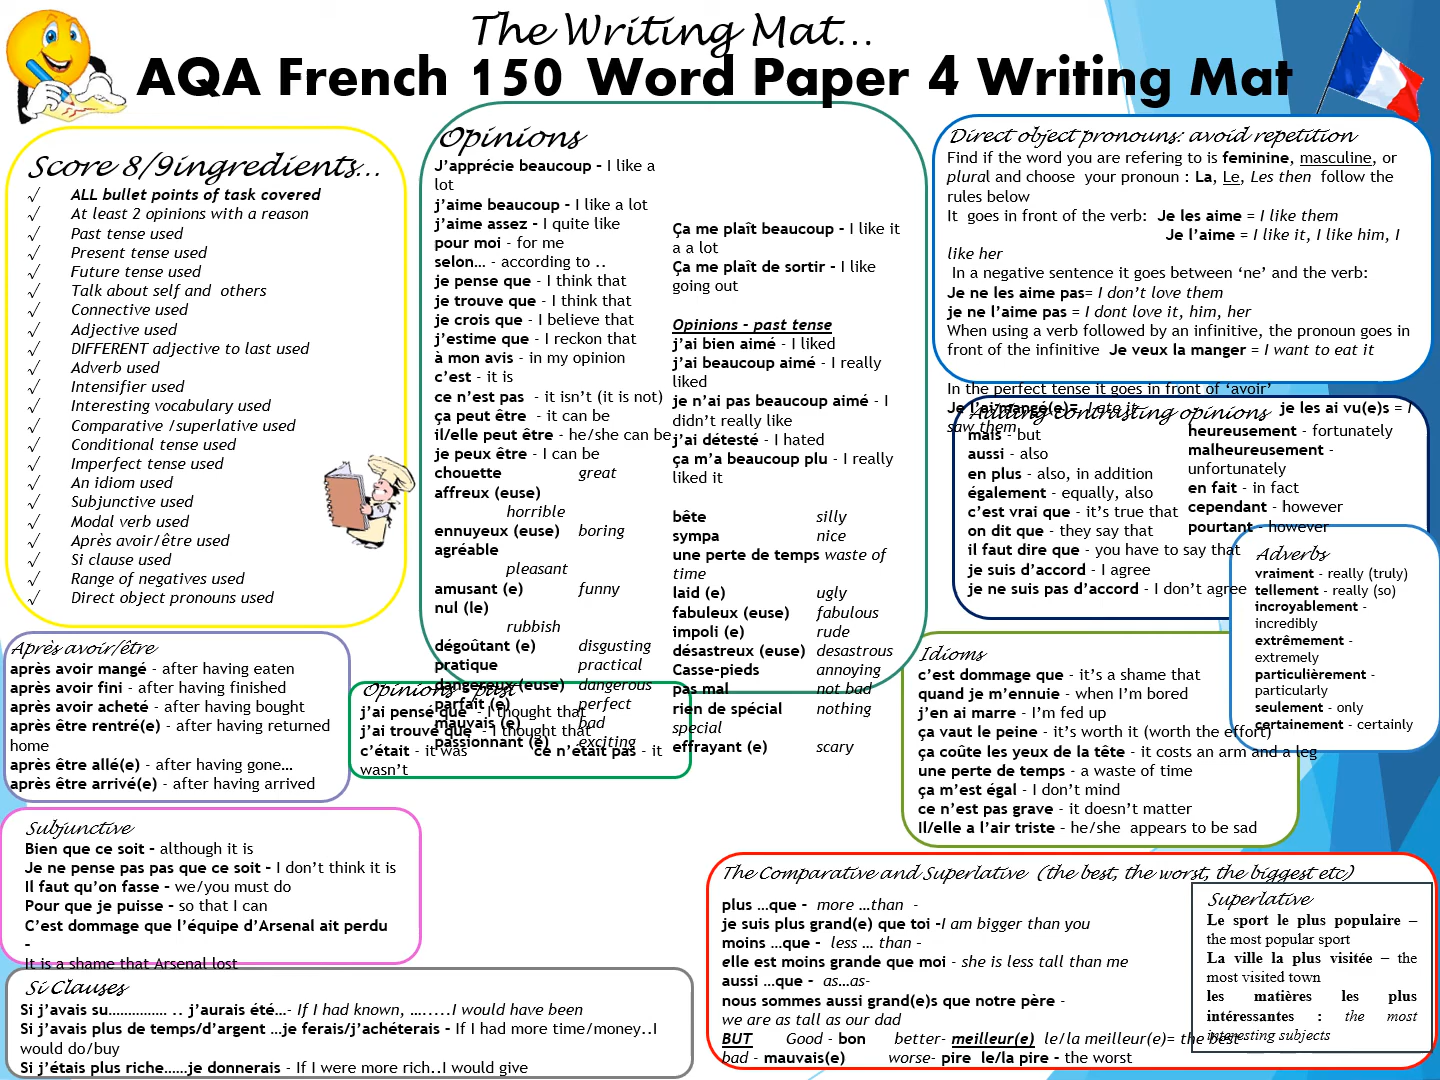 The Writing Mat...
AQA French 150 Word Paper 4 Writing Mat
Score 8/9ingredients...
√ ALL bullet points of task covered
√ At least 2 opinions with a reason
√ Past tense used
√ Present tense used
√ Future tense used
√ Talk about self and others
√ Connective used
√ Adjective used
√ DIFFERENT adjective to last used
√ Adverb used
√ Intensifier used
√ Interesting vocabulary used
√ Comparative /superlative used
√ Conditional tense used
√ Imperfect tense used
√ An idiom used
√ Subjunctive used
√ Modal verb used
√ Après avoir/être used
√ Si clause used
√ Range of negatives used
√ Direct object pronouns used
Opinions
J'apprécie beaucoup - I like a
lot
j'aime beaucoup - I like a lot
j'aime assez - I quite like
pour moi - for me
selon… - according to ..
je pense que - I think that
je trouve que - I think that
je crois que - I believe that
j'estime que - I reckon that
à mon avis - in my opinion
c'est - it is
ce n'est pas - it isn't (it is not)
ça peut être - it can be
il/elle peut être - he/she can be
je peux être - I can be
chouette great
affreux (euse)
horrible
ennuyeux (euse) boring
agréable
pleasant
amusant (e) funny
nul (le)
rubbish
dégoûtant (e) disgusting
pratique practical
dangereux (euse) dangerous
parfait (e) perfect
mauvais (e) bad
passionnant (e) exciting
Ça me plaît beaucoup - I like it
a a lot
Ça me plaît de sortir - I like
going out
Opinions - past tense
j'ai bien aimé - I liked
j'ai beaucoup aimé - I really
liked
je n'ai pas beaucoup aimé - I
didn't really like
j'ai détesté - I hated
ça m'a beaucoup plu - I really
liked it
bête silly
sympa nice
une perte de temps waste of
time
laid (e) ugly
fabuleux (euse) fabulous
impoli (e) rude
désastreux (euse) desastrous
Casse-pieds annoying
pas mal not bad
rien de spécial nothing
special
effrayant (e) scary
Direct object pronouns: avoid repetition
Find if the word you are refering to is feminine, masculine, or
plural and choose your pronoun : La, Le, Les then follow the
rules below
It goes in front of the verb: Je les aime = I like them
Je l'aime = I like it, I like him, I
like her
In a negative sentence it goes between 'ne' and the verb:
Je ne les aime pas= I don't love them
je ne l'aime pas = I dont love it, him, her
When using a verb followed by an infinitive, the pronoun goes in
front of the infinitive Je veux la manger = I want to eat it
In the perfect tense it goes in front of 'avoir'
Je l'ai mangé(e)= I ate it je les ai vu(e)s = I
saw them
Adding contrasting opinions
mais - but
aussi - also
en plus - also, in addition
également - equally, also
c'est vrai que - it's true that
on dit que - they say that
il faut dire que - you have to say that
je suis d'accord - I agree
je ne suis pas d'accord - I don't agree
heureusement - fortunately
malheureusement -
unfortunately
en fait - in fact
cependant - however
pourtant - however
Adverbs
vraiment - really (truly)
tellement - really (so)
incroyablement -
incredibly
extrêmement -
extremely
particulièrement -
particularly
seulement - only
certainement - certainly
Après avoir/être
après avoir mangé - after having eaten
après avoir fini - after having finished
après avoir acheté - after having bought
après être rentré(e) - after having returned
home
après être allé(e) - after having gone…
après être arrivé(e) - after having arrived
Opinions - past
j'ai pensé que - I thought that
j'ai trouvé que - I thought that
c'était - it was ce n'était pas - it
wasn't
Idioms
c'est dommage que - it's a shame that
quand je m'ennuie - when I'm bored
j'en ai marre - I'm fed up
ça vaut le peine - it's worth it (worth the effort)
ça coûte les yeux de la tête - it costs an arm and a leg
une perte de temps - a waste of time
ça m'est égal - I don't mind
ce n'est pas grave - it doesn't matter
Il/elle a l'air triste - he/she appears to be sad
Subjunctive
Bien que ce soit - although it is
Je ne pense pas pas que ce soit - I don't think it is
Il faut qu'on fasse - we/you must do
Pour que je puisse - so that I can
C'est dommage que l'équipe d'Arsenal ait perdu
-
It is a shame that Arsenal lost
Si Clauses
Si j'avais su…………… .. j'aurais été…- If I had known, ….....I would have been
Si j'avais plus de temps/d'argent …je ferais/j'achéterais - If I had more time/money..I
would do/buy
Si j'étais plus riche……je donnerais - If I were more rich..I would give
The Comparative and Superlative (the best, the worst, the biggest etc)
plus …que - more …than -
je suis plus grand(e) que toi -I am bigger than you
moins …que - less … than -
elle est moins grande que moi - she is less tall than me
aussi …que - as…as-
nous sommes aussi grand(e)s que notre père -
we are as tall as our dad
BUT Good - bon better- meilleur(e) le/la meilleur(e)= the best
bad - mauvais(e) worse- pire le/la pire - the worst
Superlative
Le sport le plus populaire –
the most popular sport
La ville la plus visitée – the
most visited town
les matières les plus
intéressantes : the most
interesting subjects